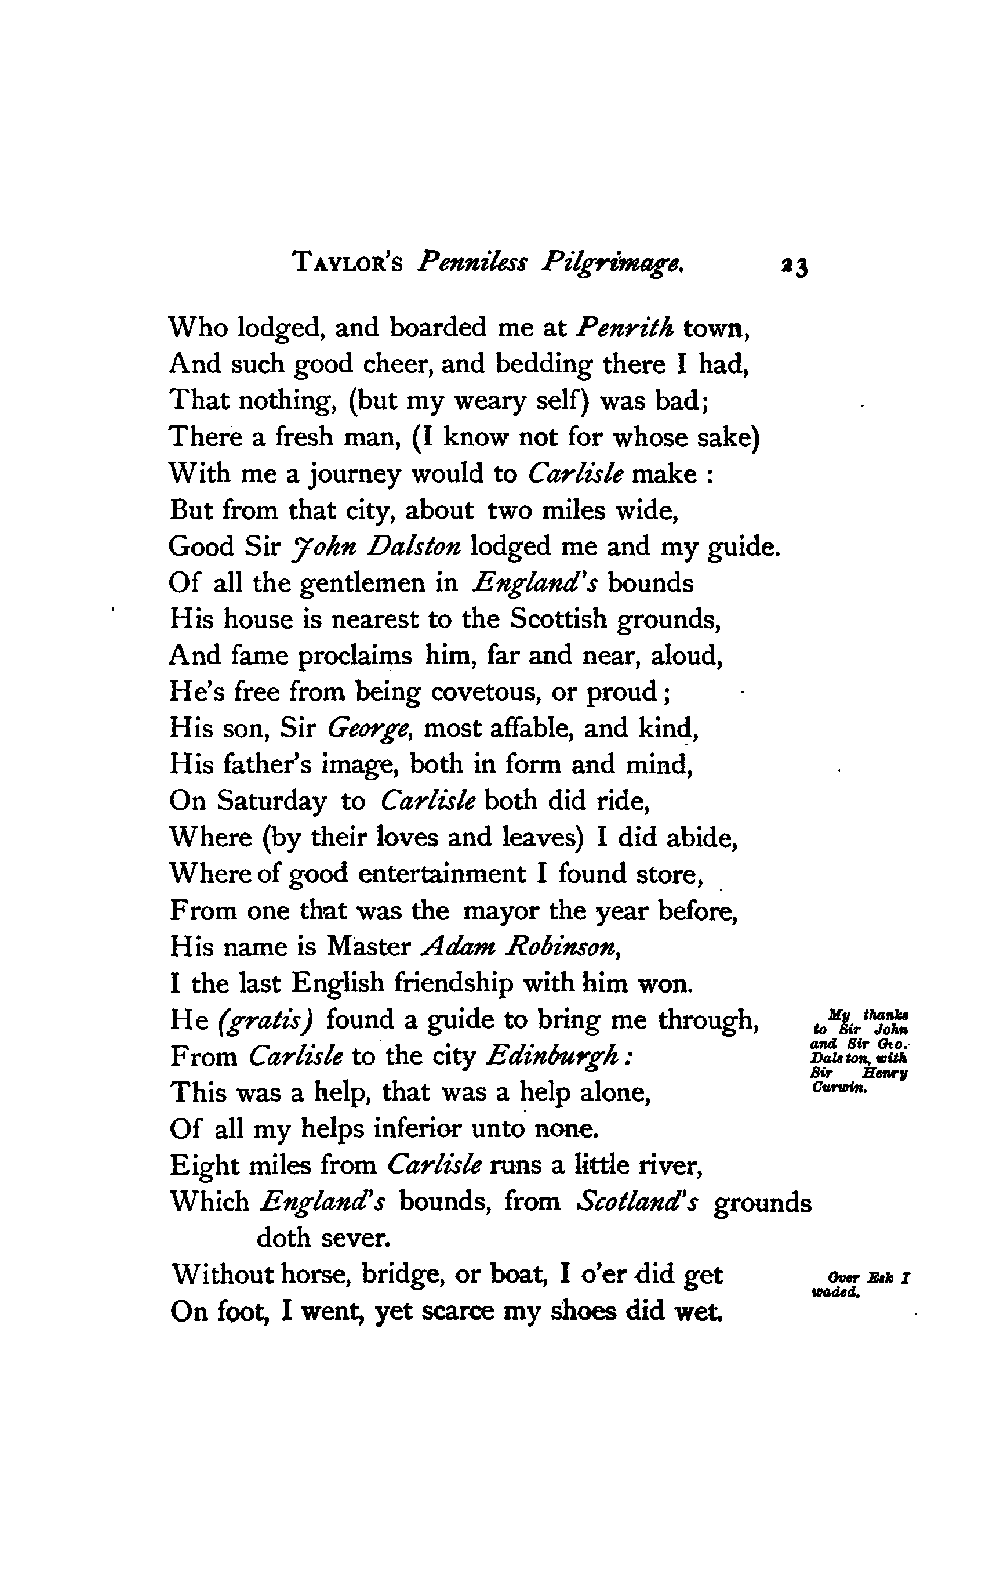 TAYLOR'S Penniless Pilgrimage. 23
Who lodged, and boarded me at Penrith town,
And such good cheer, and bedding there I had,
That nothing, (but my weary self) was bad;
There a fresh man, (I know not for whose sake)
With me a journey would to Carlisle make :
But from that city, about two miles wide,
Good Sir John Dalston lodged me and my guide.
Of all the gentlemen in England's bounds
His house is nearest to the Scottish grounds,
And fame proclaims him, far and near, aloud,
He's free from being covetous, or proud ;
His son, Sir George, most affable, and kind,
His father's image, both in form and mind,
On Saturday to Carlisle both did ride,
Where (by their loves and leaves) I did abide,
Where of good entertainment I found store,
From one that was the mayor the year before,
His name is Master Adam Robinson,
I the last English friendship with him won.
He (gratis) found a guide to bring me through,
From Carlisle to the city Edinburgh :
This was a help, that was a help alone,
Of all my helps inferior unto none.
My thanks
to Sir John
and Sir Geo.
Dalston, with
Sir Henry
Curwin.
Eight miles from Carlisle runs a little river,
Which England's bounds, from Scotland's grounds
doth sever.
Without horse, bridge, or boat, I o'er did get
On foot, I went, yet scarce my shoes did wet.
Over Esk I
waded.